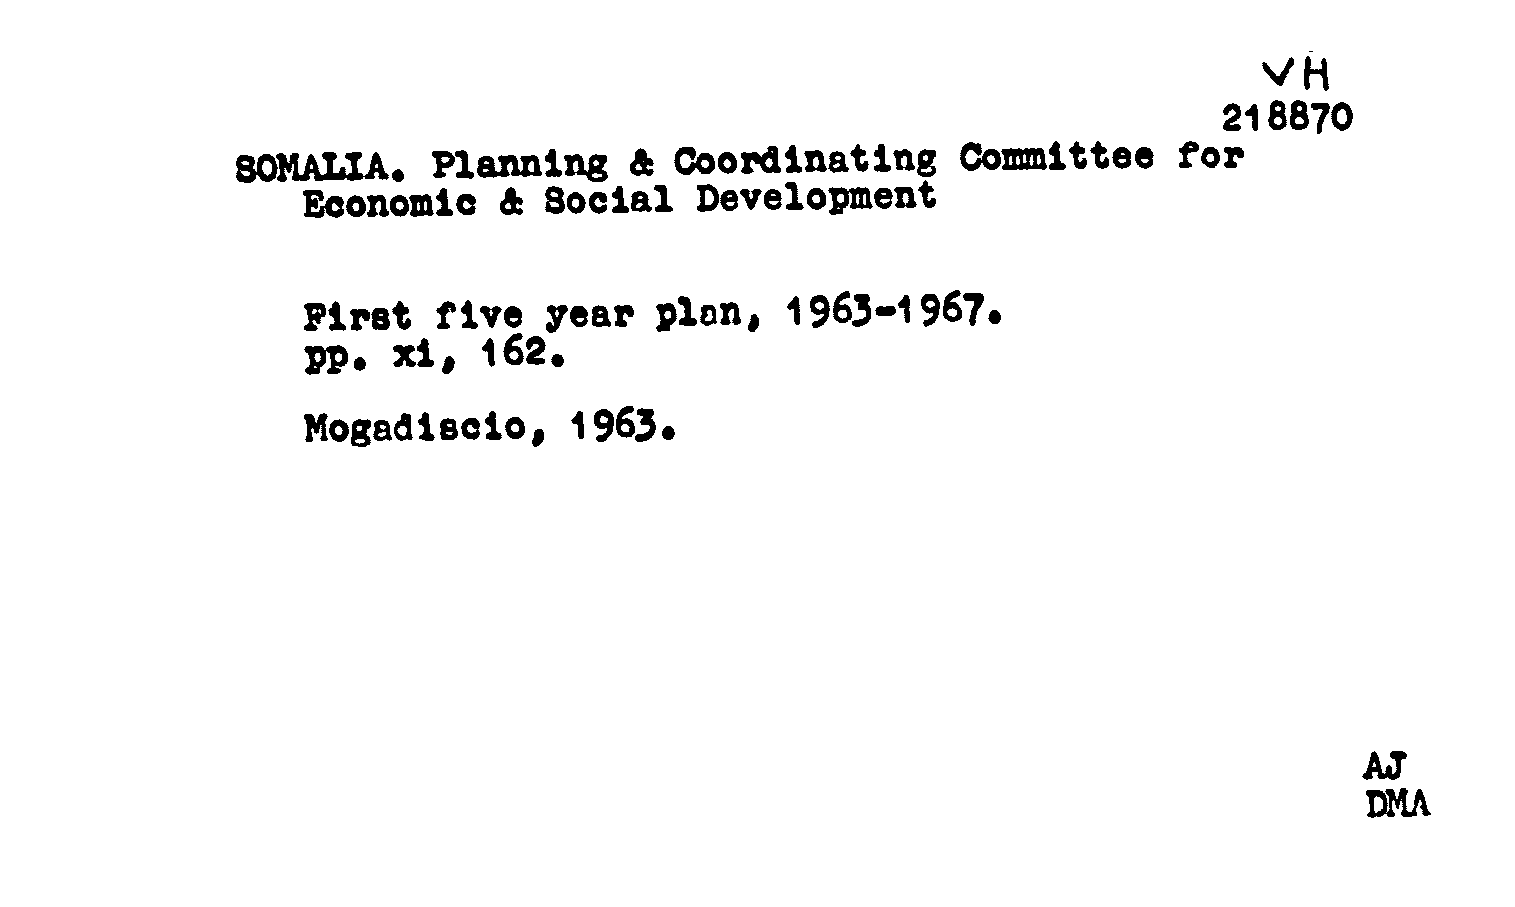 VH
218870
SOMALIA. Planning & Coordinating Committee for
Economic & Social Development
First five year plan, 1963-1967.
pp. xi, 162.
Mogadiscio, 1963.
AJ
DMA